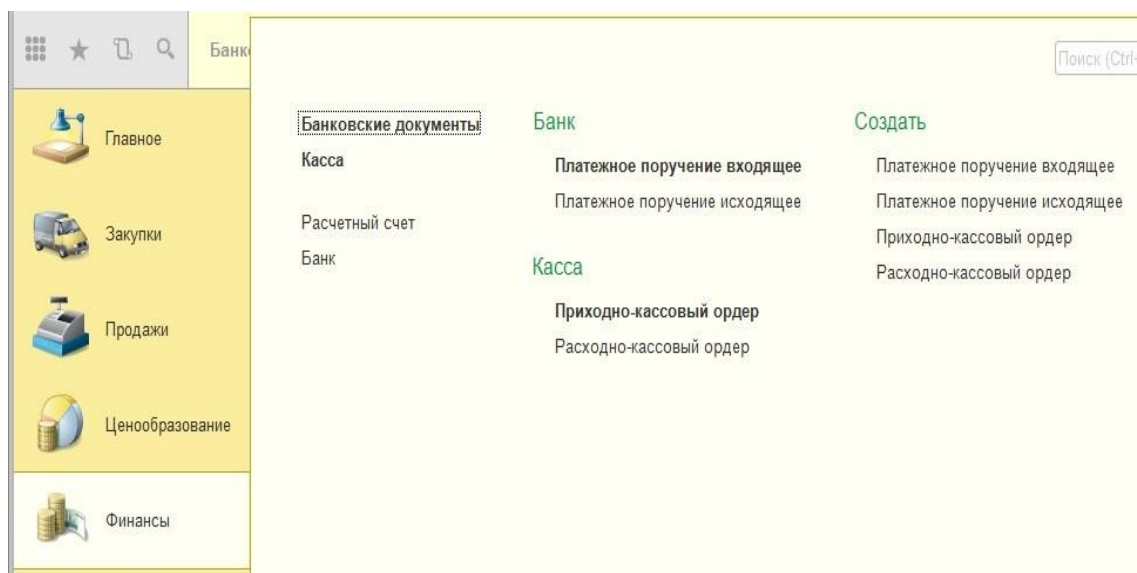 Банк
Поиск (Ctrl+
Главное
Закупки
Продажи
Ценообразование
Финансы
Банковские документы
Касса
Расчетный счет
Банк
Банк
Платежное поручение входящее
Платежное поручение исходящее
Касса
Приходно-кассовый ордер
Расходно-кассовый ордер
Создать
Платежное поручение входящее
Платежное поручение исходящее
Приходно-кассовый ордер
Расходно-кассовый ордер